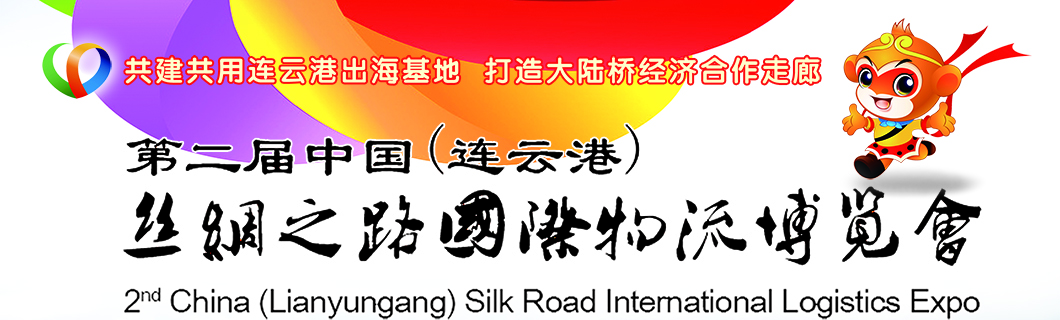 共建共用连云港出海基地 打造大陆桥经济合作走廊
第二届中国(连云港)
丝綢之路國際物流博览會
2nd China (Lianyungang) Silk Road International Logistics Expo